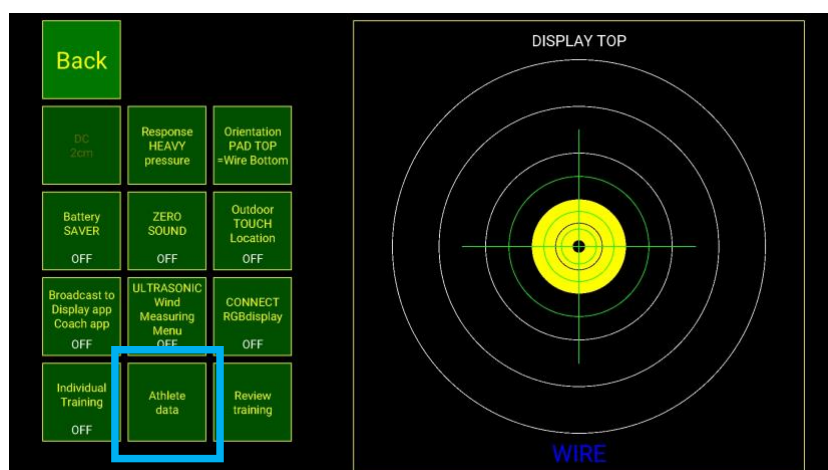 Back
DISPLAY TOP
DC
2cm
Response
HEAVY
pressure
Orientation
PAD TOP
=Wire Bottom
Battery
SAVER
OFF
ZERO
SOUND
OFF
Outdoor
TOUCH
Location
OFF
Broadcast to
Display app
Coach app
OFF
ULTRASONIC
Wind
Measuring
Menu
OFF
CONNECT
RGBdisplay
OFF
Individual
Training
OFF
Athlete
data
Review
training
WIRE